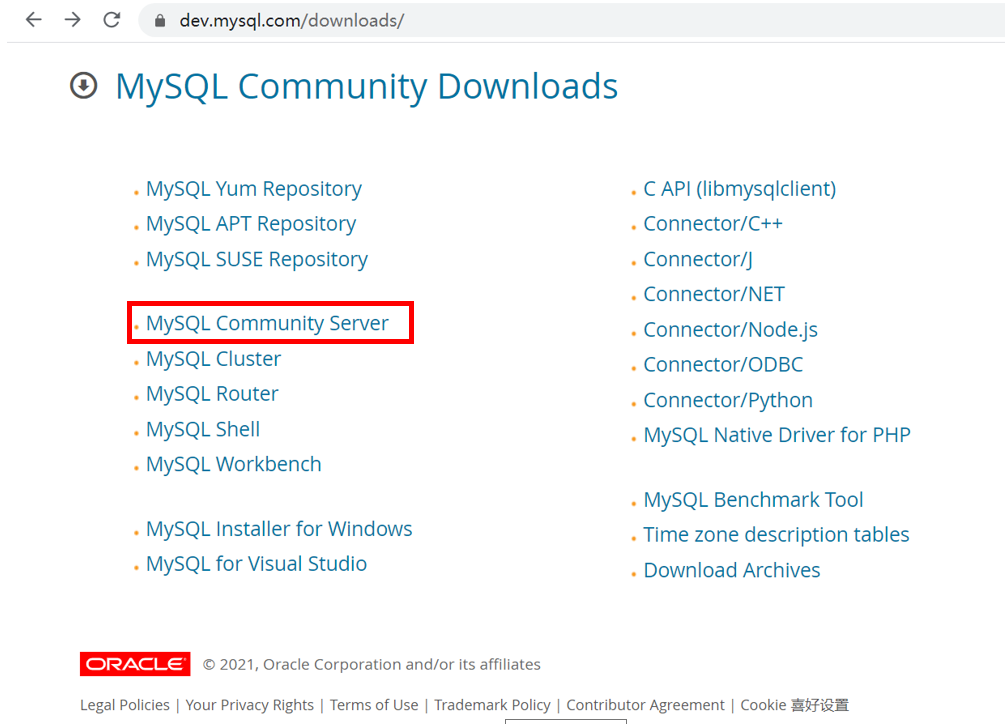 dev.mysql.com/downloads/
MySQL Community Downloads
MySQL Yum Repository
MySQL APT Repository
MySQL SUSE Repository
MySQL Community Server
MySQL Cluster
MySQL Router
MySQL Shell
MySQL Workbench
MySQL Installer for Windows
MySQL for Visual Studio
C API (libmysqlclient)
Connector/C++
Connector/J
Connector/NET
Connector/Node.js
Connector/ODBC
Connector/Python
MySQL Native Driver for PHP
MySQL Benchmark Tool
Time zone description tables
Download Archives
ORACLE © 2021, Oracle Corporation and/or its affiliates
Legal Policies | Your Privacy Rights | Terms of Use | Trademark Policy | Contributor Agreement | Cookie 喜好设置